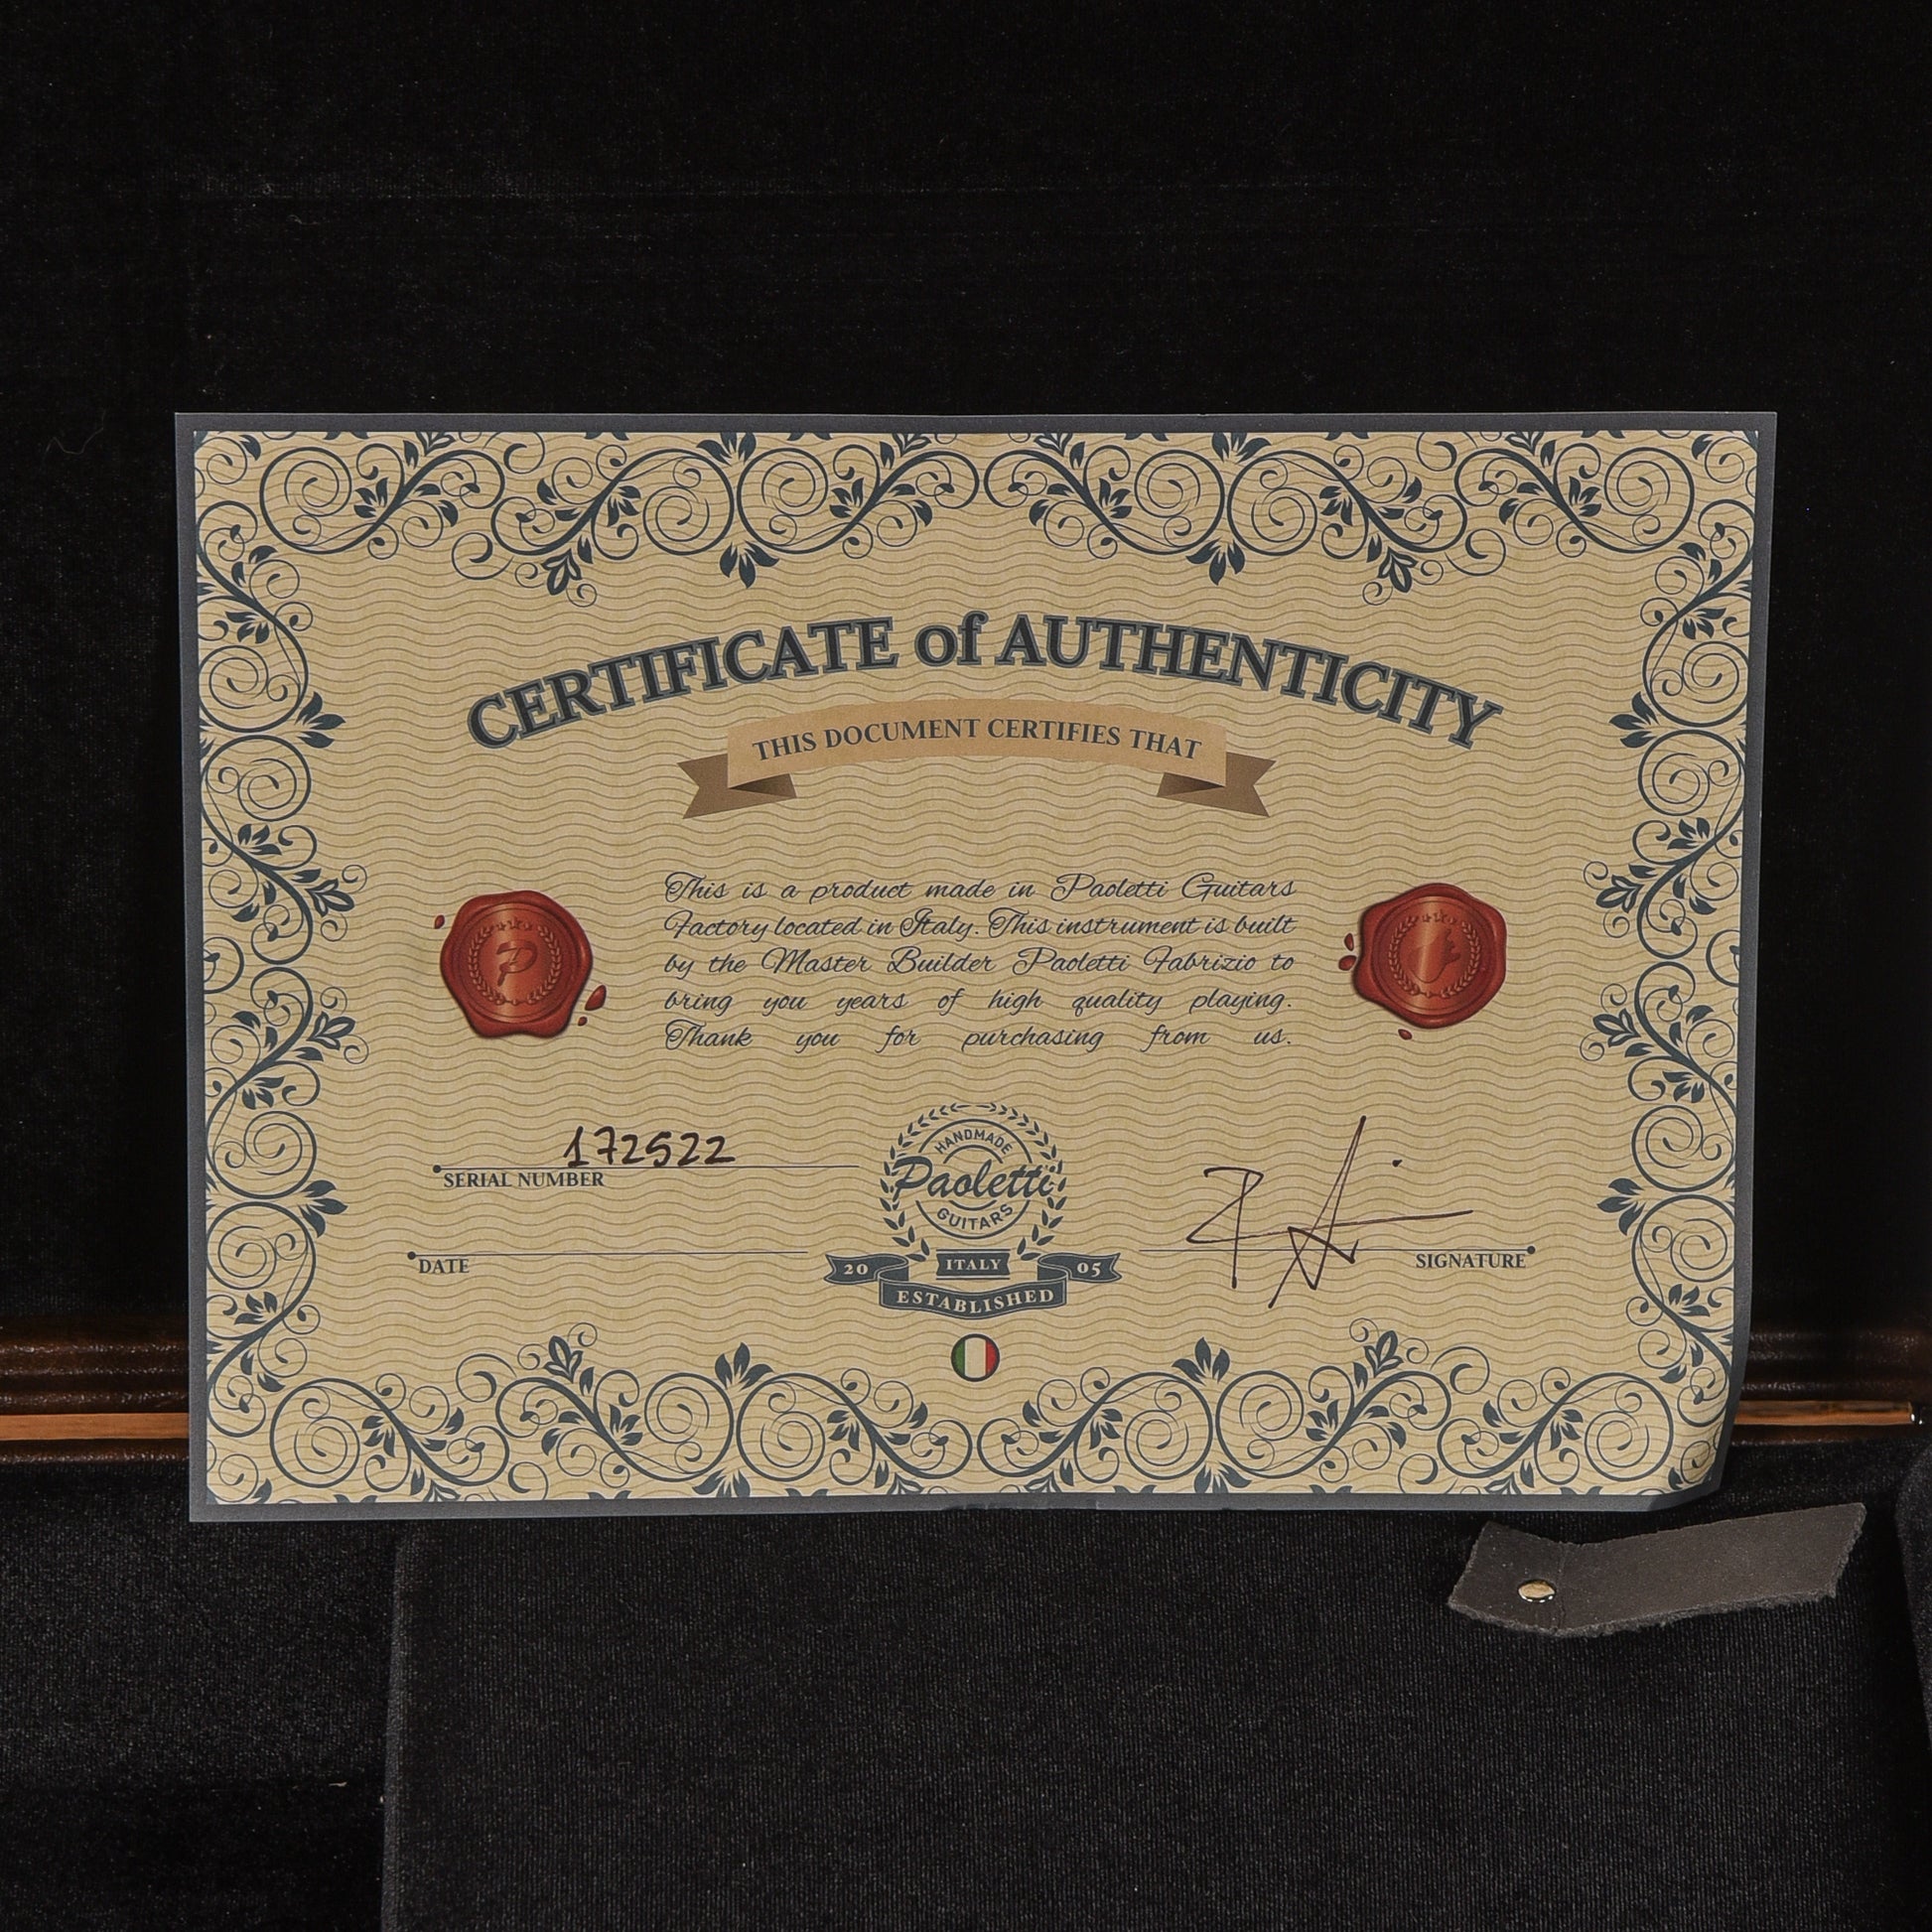 CERTIFICATE of AUTHENTICITY
THIS DOCUMENT CERTIFIES THAT
This is a product made in Paoletti Guitars
Factory located in Italy. This instrument is built
by the Master Builder Paoletti Fabrizio to
bring you years of high quality playing.
Thank you for purchasing from us.
P
172522
SERIAL NUMBER
DATE
HANDMADE
Paoletti
GUITARS
20 ITALY 05
ESTABLISHED
SIGNATURE